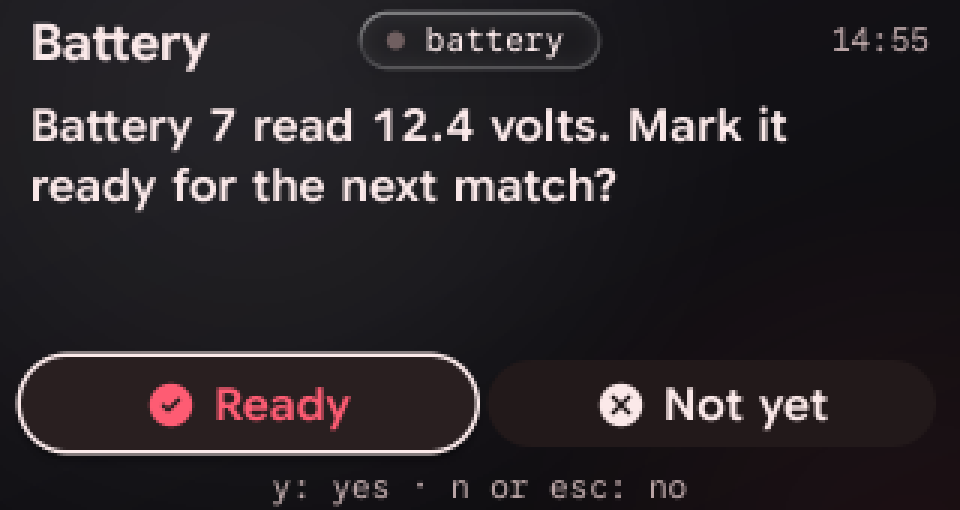 Battery
battery
14:55
Battery 7 read 12.4 volts. Mark it
ready for the next match?
Ready
Not yet
y: yes · n or esc: no